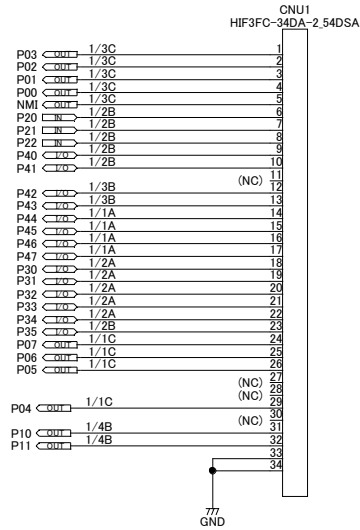 CNU1
HIF3FC-34DA-2_54DSA
P03 OUT 1/3C 1
P02 OUT 1/3C 2
P01 OUT 1/3C 3
P00 OUT 1/3C 4
NMI OUT 1/3C 5
P20 IN 1/2B 6
P21 IN 1/2B 7
P22 IN 1/2B 8
P40 I/O 1/2B 9
P41 I/O 1/2B 10
(NC) 11
P42 I/O 1/3B 12
P43 I/O 1/3B 13
P44 I/O 1/1A 14
P45 I/O 1/1A 15
P46 I/O 1/1A 16
P47 I/O 1/1A 17
P30 I/O 1/2A 18
P31 I/O 1/2A 19
P32 I/O 1/2A 20
P33 I/O 1/2A 21
P34 I/O 1/2A 22
P35 I/O 1/2B 23
P07 OUT 1/1C 24
P06 OUT 1/1C 25
P05 OUT 1/1C 26
(NC) 27
(NC) 28
P04 OUT 1/1C 29
(NC) 30
P10 OUT 1/4B 31
P11 OUT 1/4B 32
33
34
GND